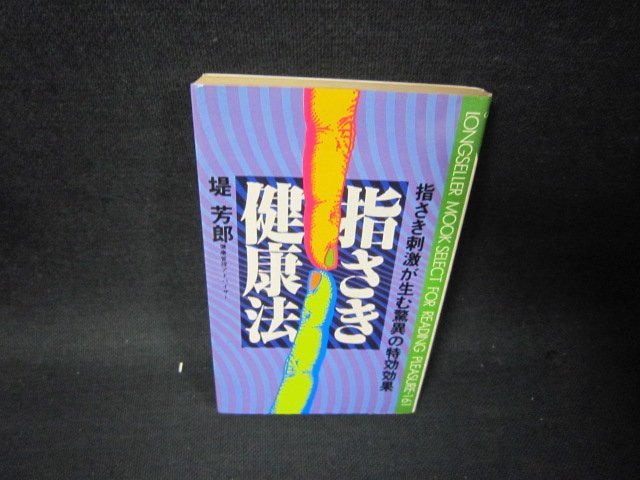 LONGSELLER MOOK SELECT FOR READING PLEASURE・161
指さき刺激が生む驚異の特効効果
指さき
健康法
堤 芳郎